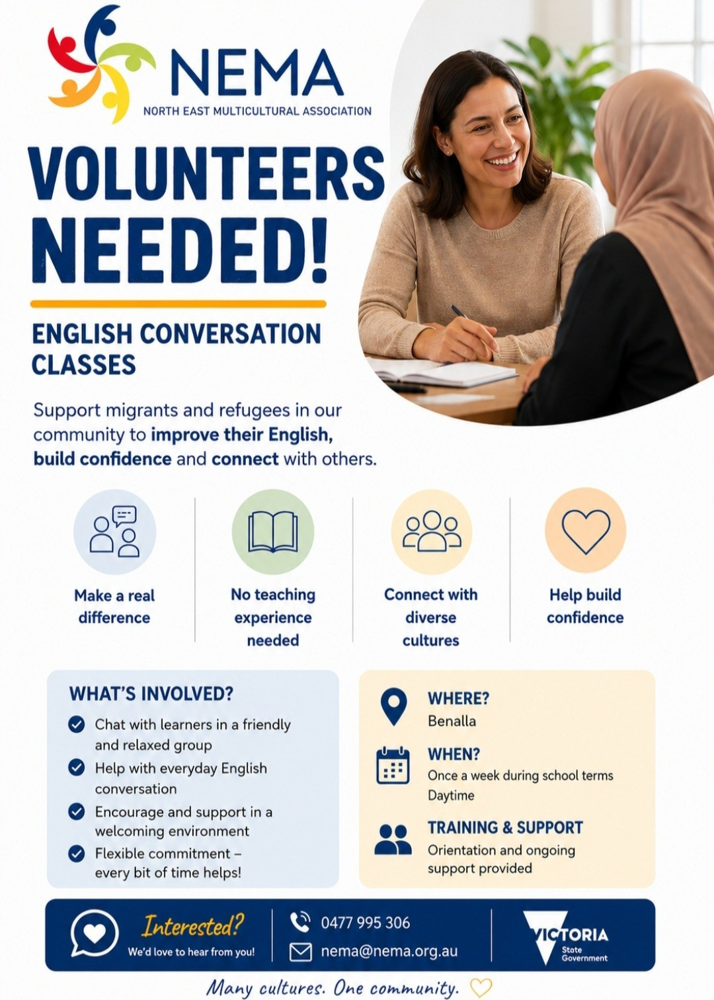 NEMA
NORTH EAST MULTICULTURAL ASSOCIATION
VOLUNTEERS
NEEDED!
ENGLISH CONVERSATION
CLASSES
Support migrants and refugees in our
community to improve their English,
build confidence and connect with others.
Make a real
difference
No teaching
experience
needed
Connect with
diverse
cultures
Help build
confidence
WHAT'S INVOLVED?
Chat with learners in a friendly
and relaxed group
Help with everyday English
conversation
Encourage and support in a
welcoming environment
Flexible commitment –
every bit of time helps!
WHERE?
Benalla
WHEN?
Once a week during school terms
Daytime
TRAINING & SUPPORT
Orientation and ongoing
support provided
Interested?
We'd love to hear from you!
0477 995 306
nema@nema.org.au
VICTORIA
State
Government
Many cultures. One community.